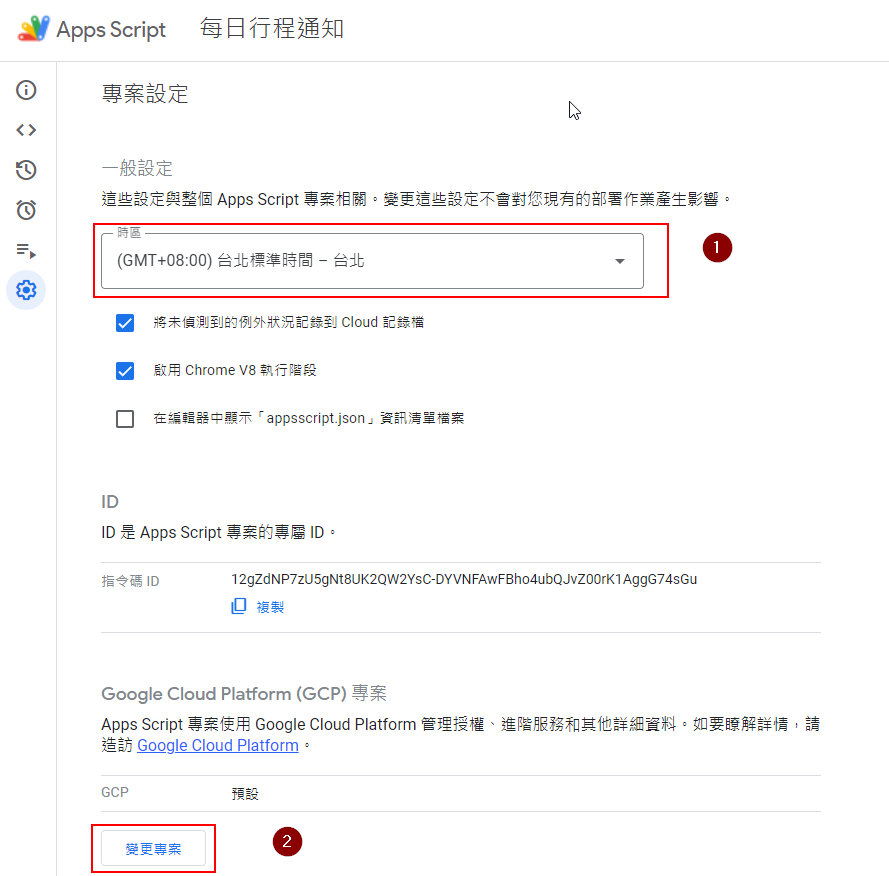 Apps Script 每日行程通知
專案設定
一般設定
這些設定與整個 Apps Script 專案相關。變更這些設定不會對您現有的部署作業產生影響。
時區
(GMT+08:00) 台北標準時間 – 台北
1
將未偵測到的例外狀況記錄到 Cloud 記錄檔
啟用 Chrome V8 執行階段
在編輯器中顯示「appsscript.json」資訊清單檔案
ID
ID 是 Apps Script 專案的專屬 ID。
指令碼 ID 12gZdNP7zU5gNt8UK2QW2YsC-DYVNFAwFBho4ubQJvZ00rK1AggG74sGu
複製
Google Cloud Platform (GCP) 專案
Apps Script 專案使用 Google Cloud Platform 管理授權、進階服務和其他詳細資料。如要瞭解詳情，請
造訪 Google Cloud Platform。
GCP 預設
變更專案 2